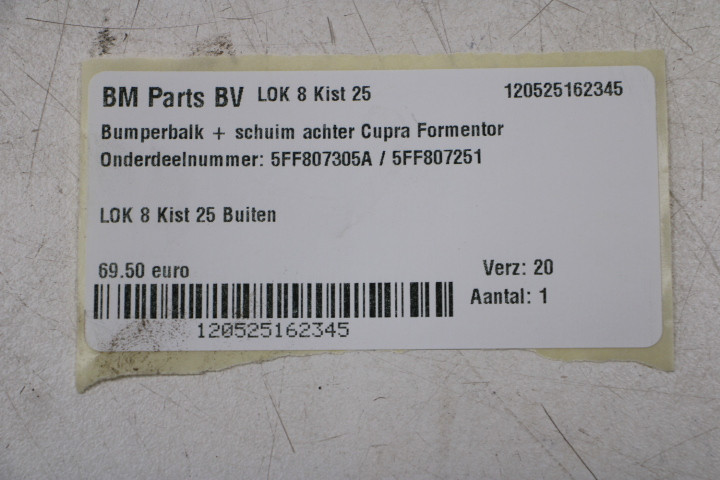 BM Parts BV LOK 8 Kist 25 120525162345
Bumperbalk + schuim achter Cupra Formentor
Onderdeelnummer: 5FF807305A / 5FF807251
LOK 8 Kist 25 Buiten
69.50 euro Verz: 20
Aantal: 1
120525162345